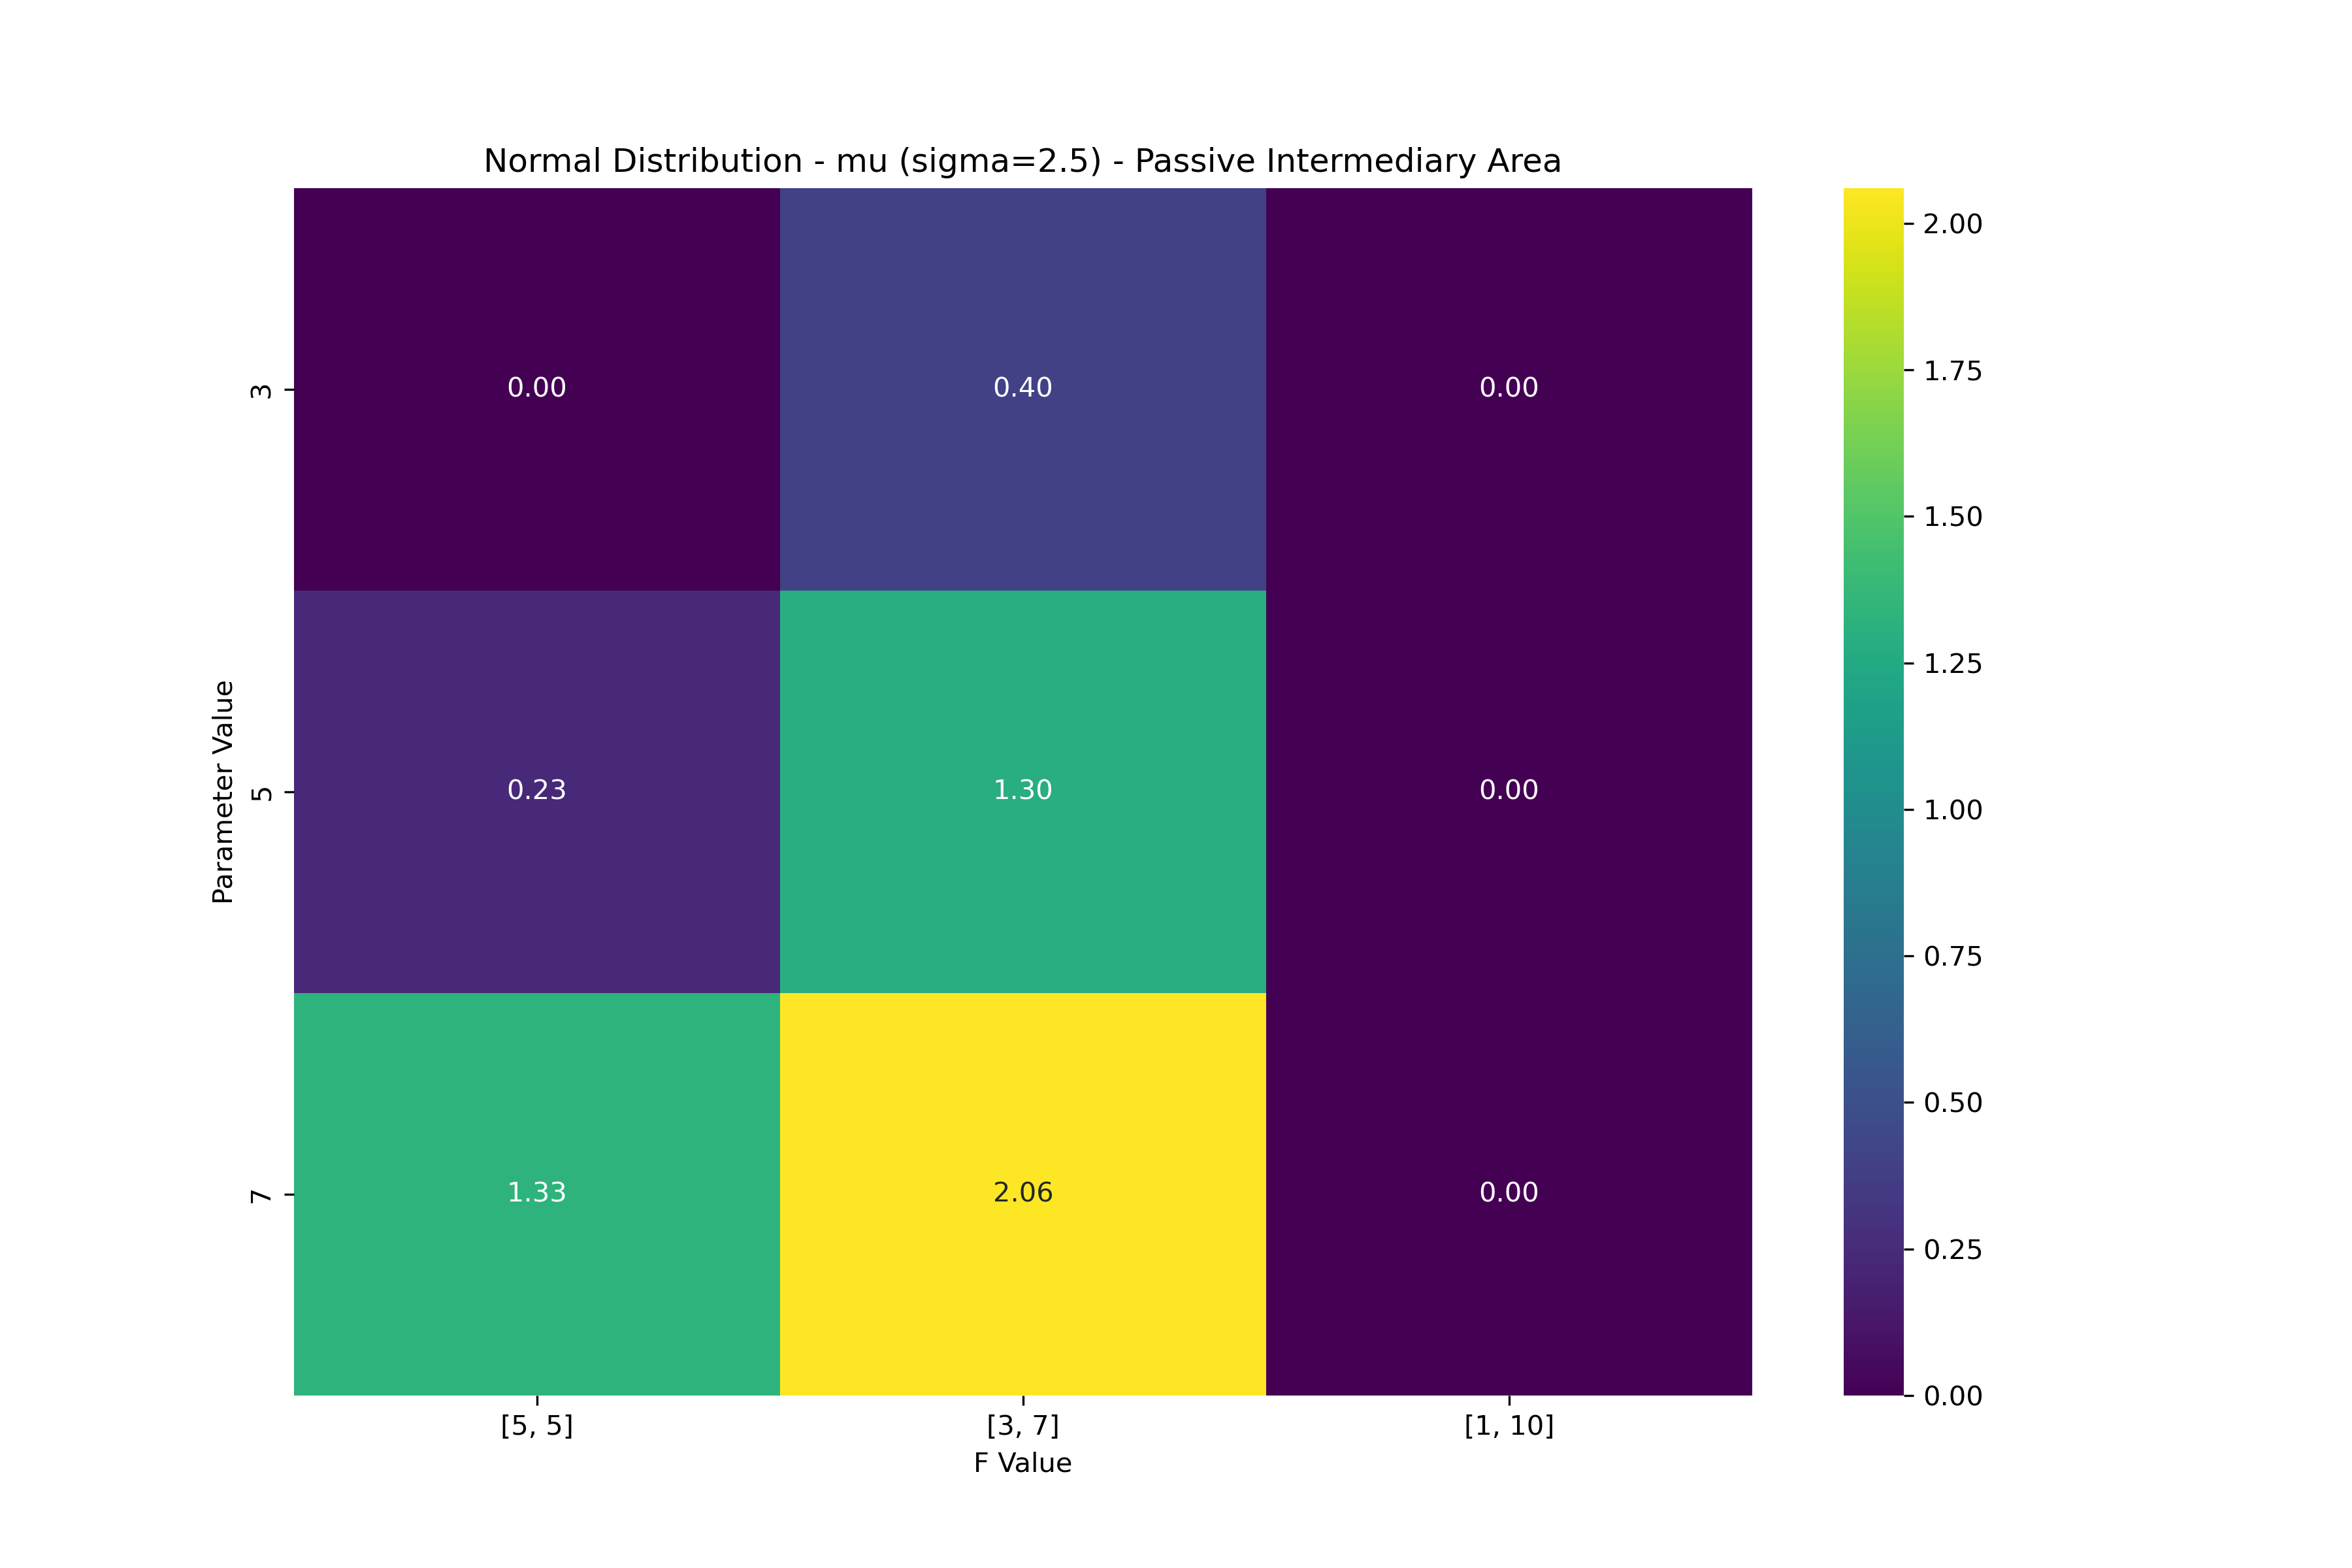 Normal Distribution - mu (sigma=2.5) - Passive Intermediary Area
Parameter Value
3
0.00 0.40 0.00
5
0.23 1.30 0.00
7
1.33 2.06 0.00
[5, 5] [3, 7] [1, 10]
F Value
2.00
1.75
1.50
1.25
1.00
0.75
0.50
0.25
0.00